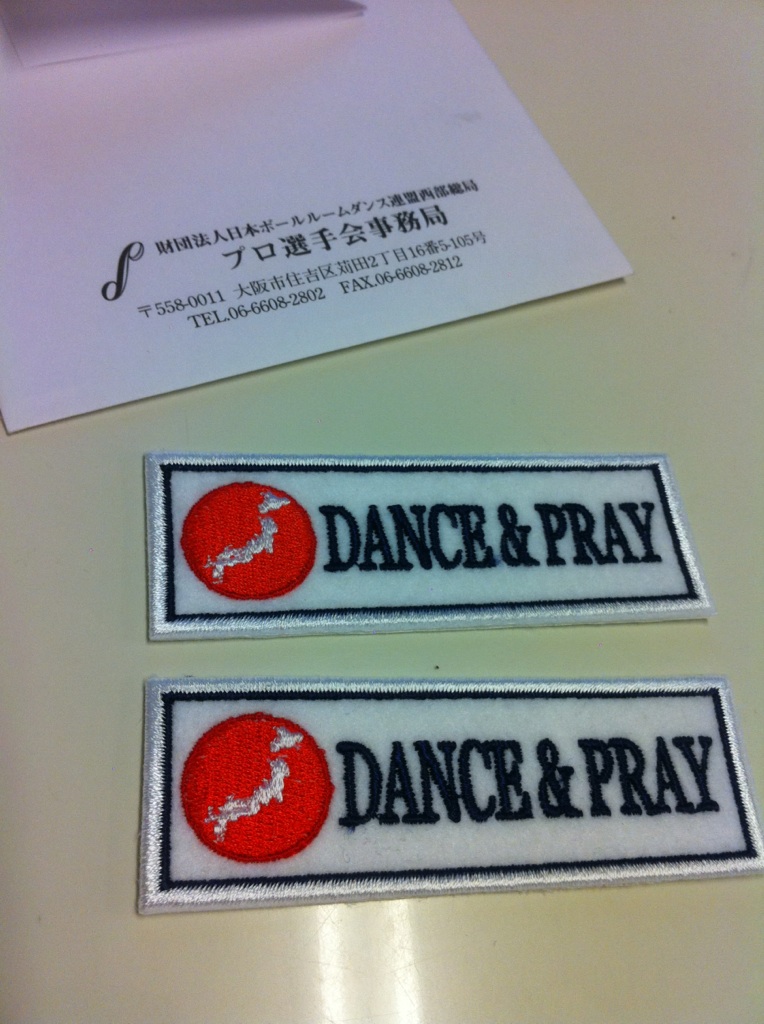 財団法人日本ボールルームダンス連盟西部総局
プロ選手会事務局
〒558-0011 大阪市住吉区苅田2丁目16番5-105号
TEL.06-6608-2802 FAX.06-6608-2812
DANCE & PRAY
DANCE & PRAY